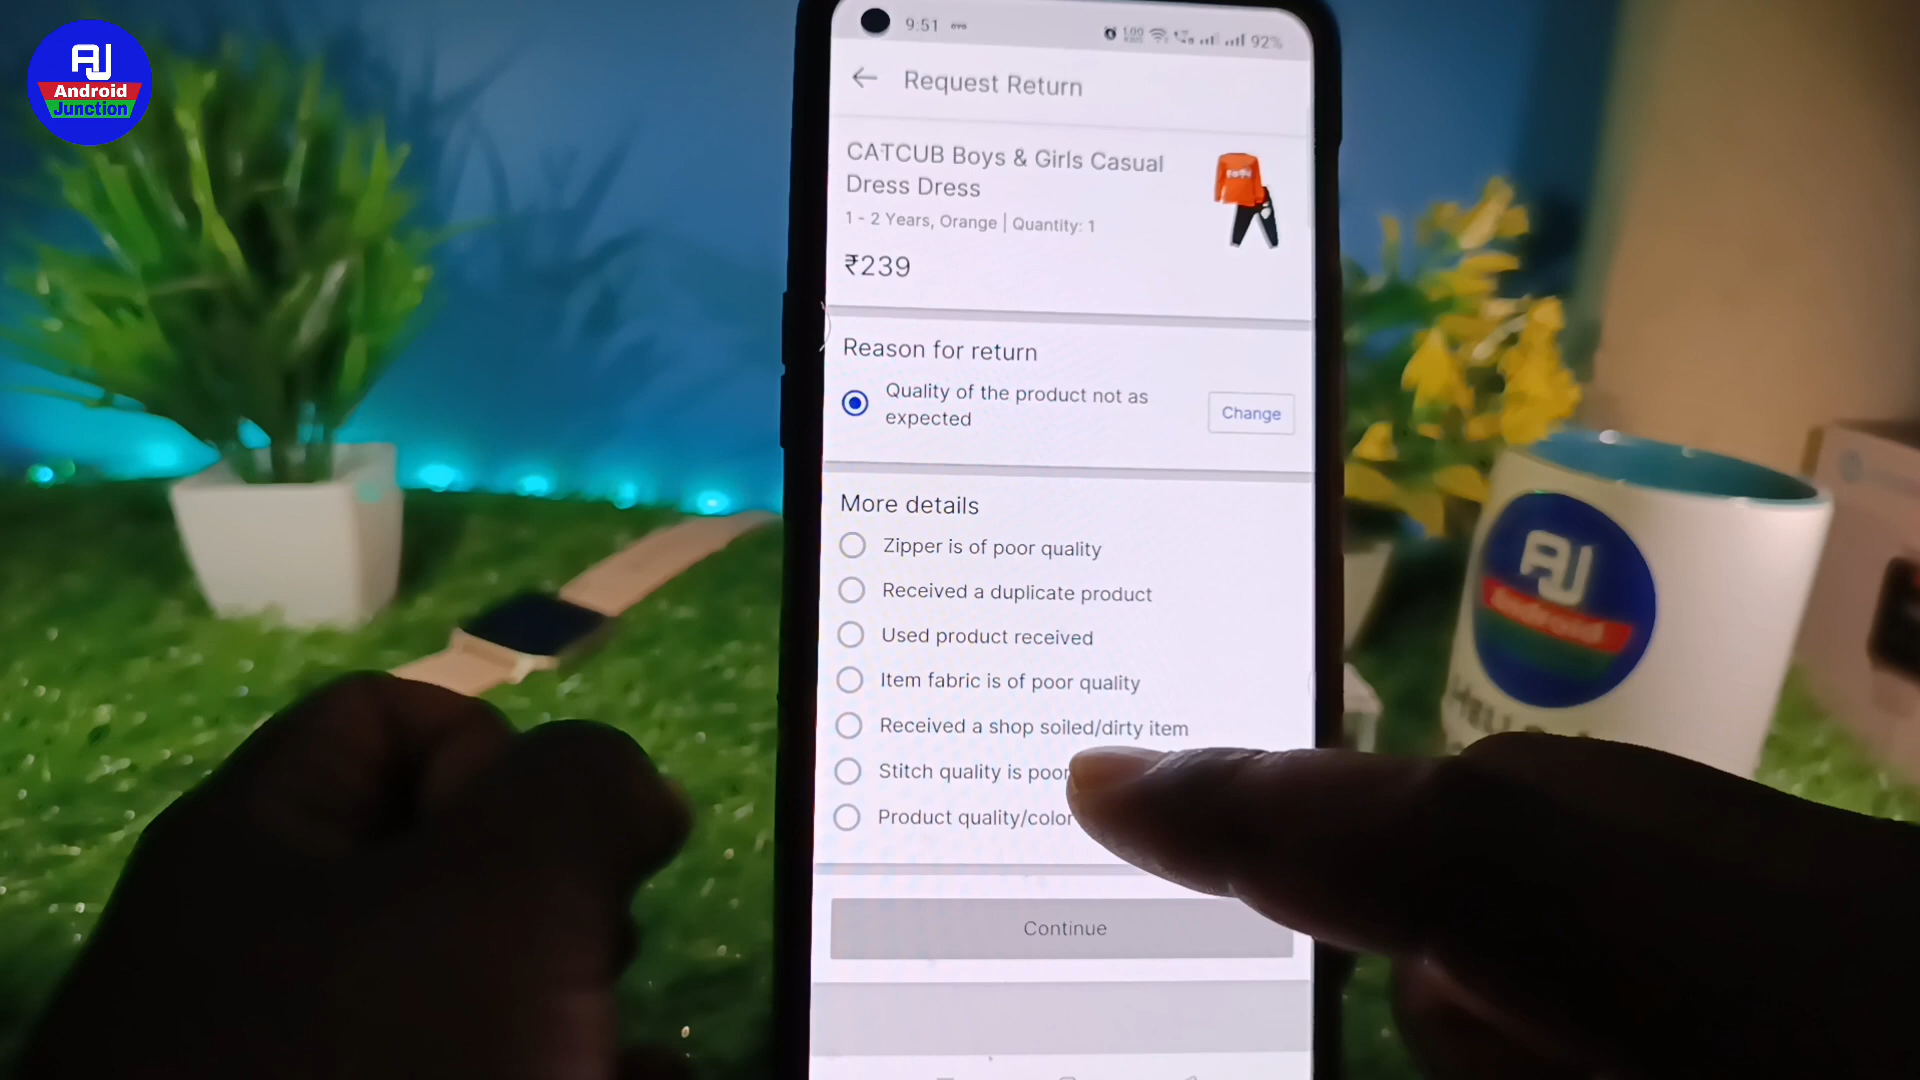 AJ
Android
Junction
9:51
92%
Request Return
CATCUB Boys & Girls Casual
Dress Dress
1 - 2 Years, Orange | Quantity: 1
₹239
Reason for return
Quality of the product not as
expected
Change
More details
Zipper is of poor quality
Received a duplicate product
Used product received
Item fabric is of poor quality
Received a shop soiled/dirty item
Stitch quality is poor
Product quality/color
Continue
AJ
Android